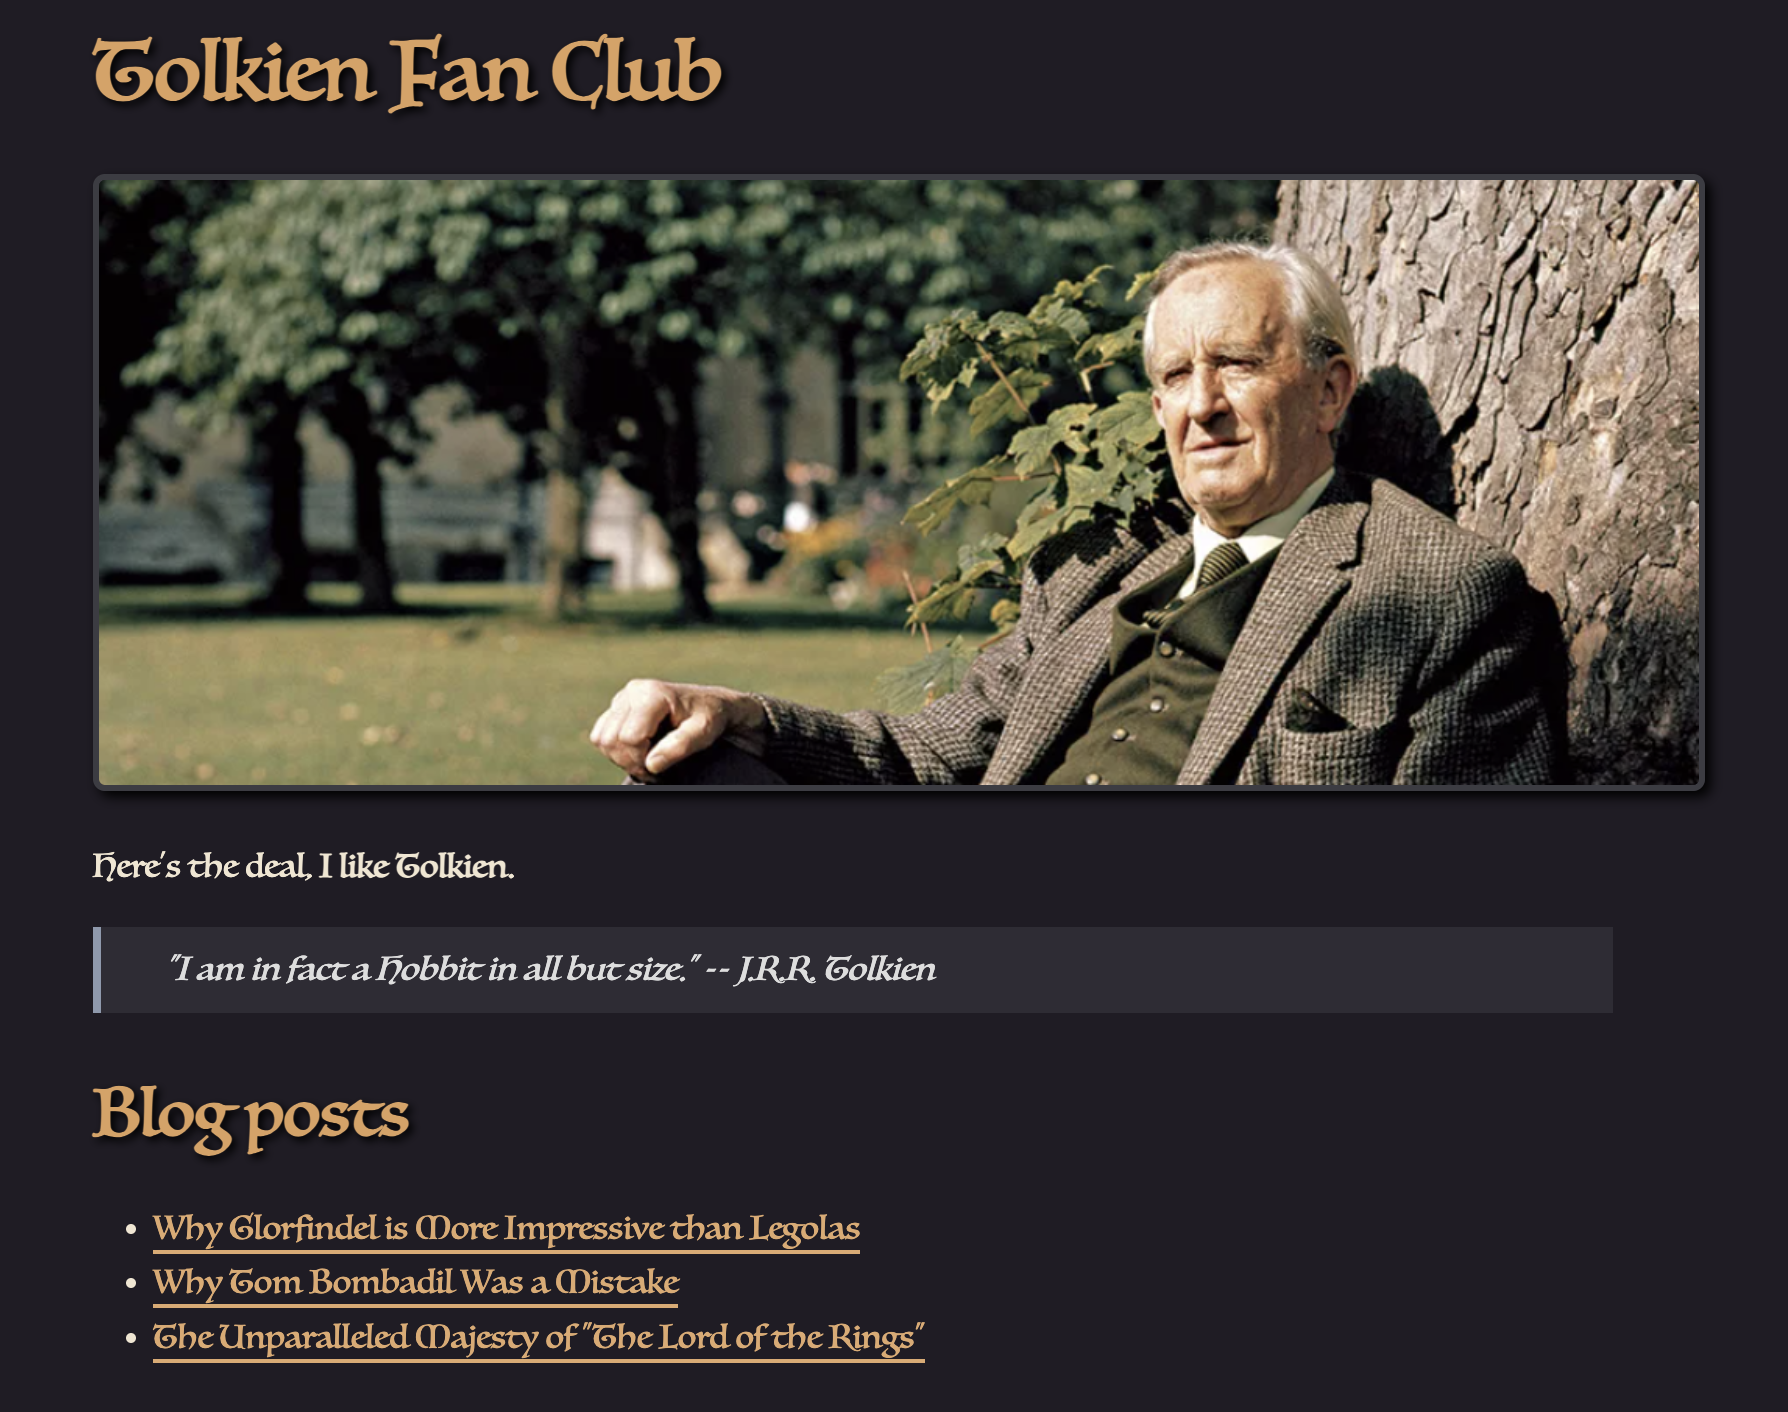 Tolkien Fan Club
Here's the deal, I like Tolkien.
"I am in fact a Hobbit in all but size." -- J.R.R. Tolkien
Blog posts
• Why Glorfindel is More Impressive than Legolas
• Why Tom Bombadil Was a Mistake
• The Unparalleled Majesty of "The Lord of the Rings"